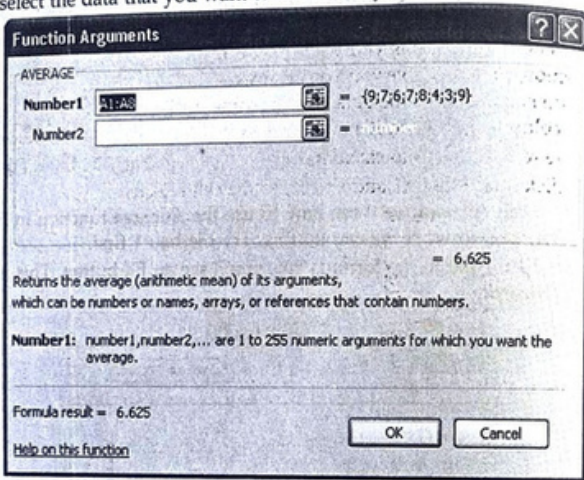 select the data that you want
Function Arguments
AVERAGE
Number1 A1:A8 = {9;7;6;7;8;4;3;9}
Number2 = number
= 6.625
Returns the average (arithmetic mean) of its arguments,
which can be numbers or names, arrays, or references that contain numbers.
Number1: number1,number2,... are 1 to 255 numeric arguments for which you want the
average.
Formula result = 6.625
OK Cancel
Help on this function